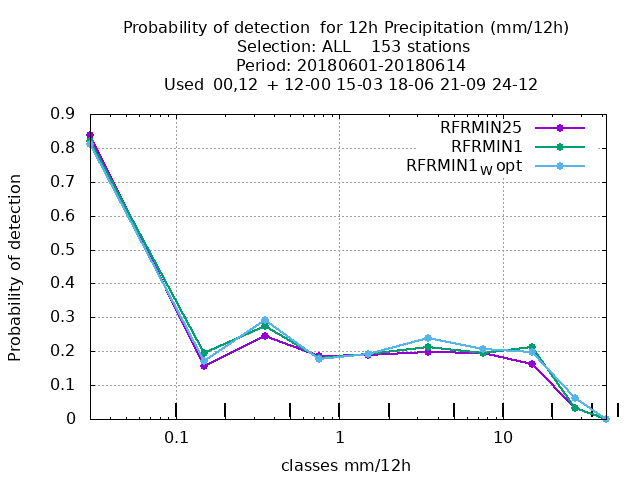 Probability of detection  for 12h Precipitation (mm/12h)
Selection: ALL    153 stations
Period: 20180601-20180614
Used  00,12  + 12-00 15-03 18-06 21-09 24-12
RFRMIN25
RFRMIN1
RFRMIN1W opt
Probability of detection
0.9
0.8
0.7
0.6
0.5
0.4
0.3
0.2
0.1
0
0.1 1 10
classes mm/12h